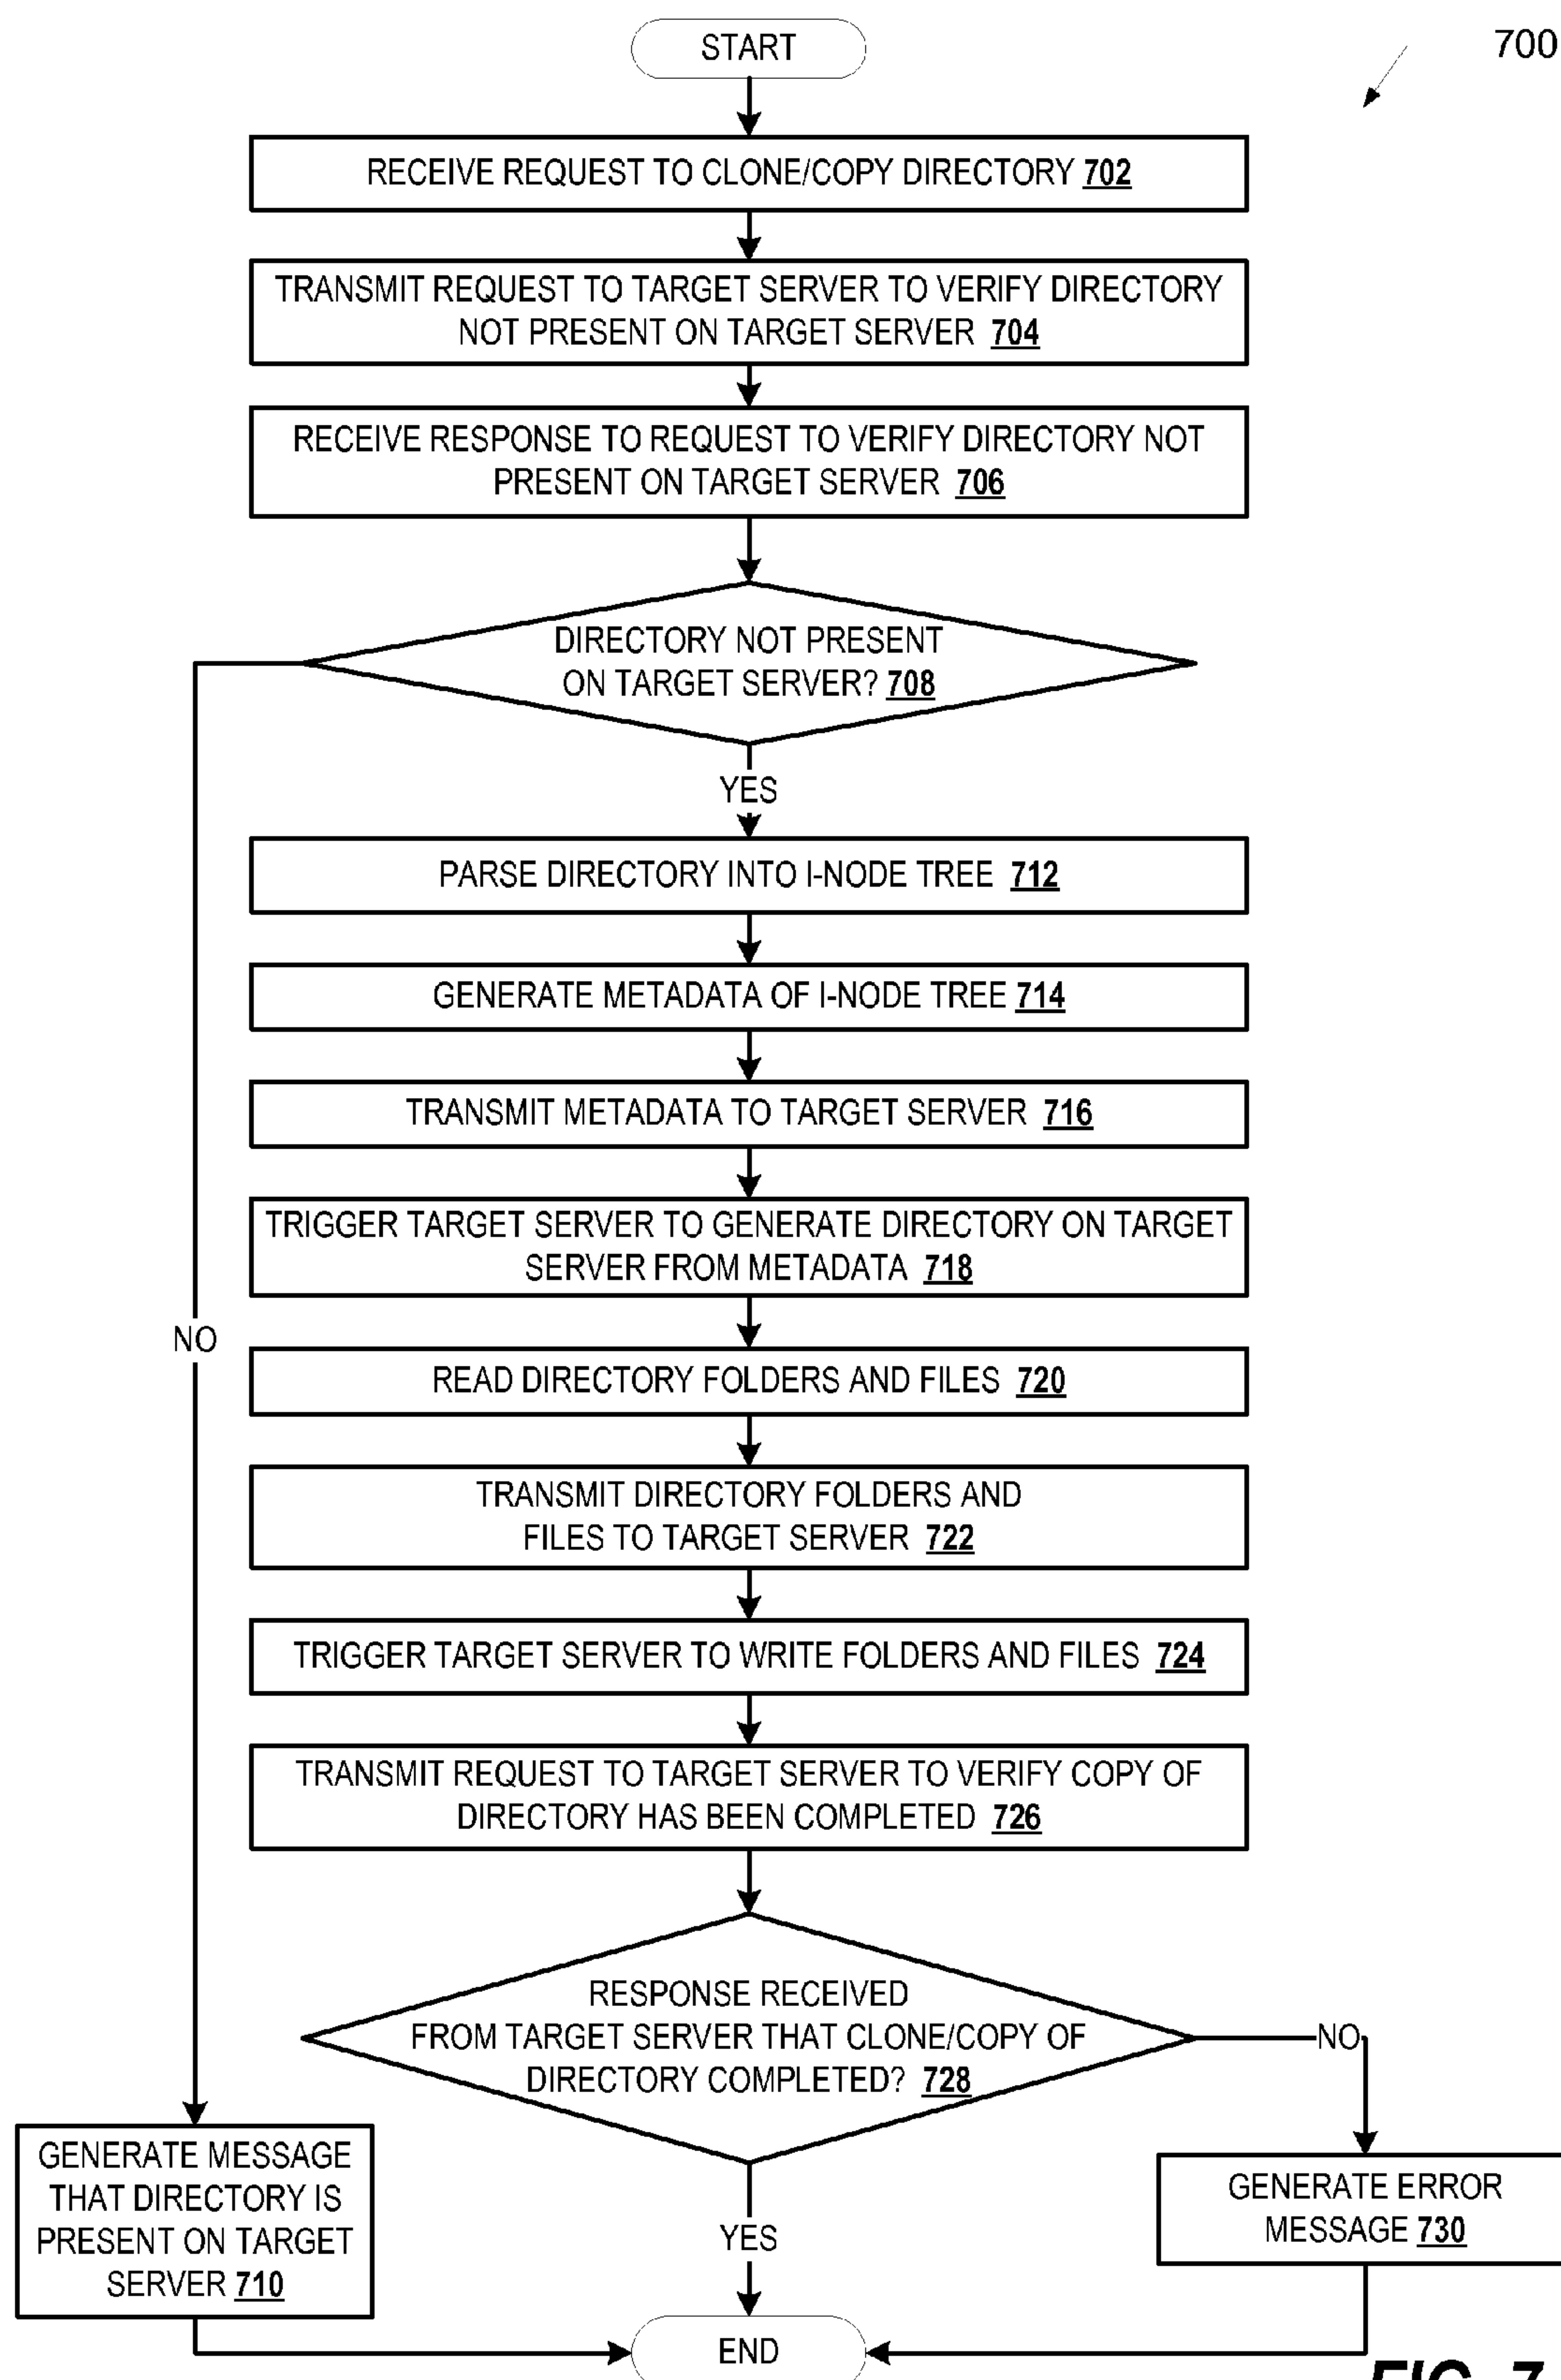 START
700
RECEIVE REQUEST TO CLONE/COPY DIRECTORY 702
TRANSMIT REQUEST TO TARGET SERVER TO VERIFY DIRECTORY
NOT PRESENT ON TARGET SERVER 704
RECEIVE RESPONSE TO REQUEST TO VERIFY DIRECTORY NOT
PRESENT ON TARGET SERVER 706
DIRECTORY NOT PRESENT
ON TARGET SERVER? 708
YES
PARSE DIRECTORY INTO I-NODE TREE 712
GENERATE METADATA OF I-NODE TREE 714
TRANSMIT METADATA TO TARGET SERVER 716
TRIGGER TARGET SERVER TO GENERATE DIRECTORY ON TARGET
SERVER FROM METADATA 718
NO
READ DIRECTORY FOLDERS AND FILES 720
TRANSMIT DIRECTORY FOLDERS AND
FILES TO TARGET SERVER 722
TRIGGER TARGET SERVER TO WRITE FOLDERS AND FILES 724
TRANSMIT REQUEST TO TARGET SERVER TO VERIFY COPY OF
DIRECTORY HAS BEEN COMPLETED 726
RESPONSE RECEIVED
FROM TARGET SERVER THAT CLONE/COPY OF
DIRECTORY COMPLETED? 728
NO
GENERATE MESSAGE
THAT DIRECTORY IS
PRESENT ON TARGET
SERVER 710
YES
GENERATE ERROR
MESSAGE 730
END
FIG. 7